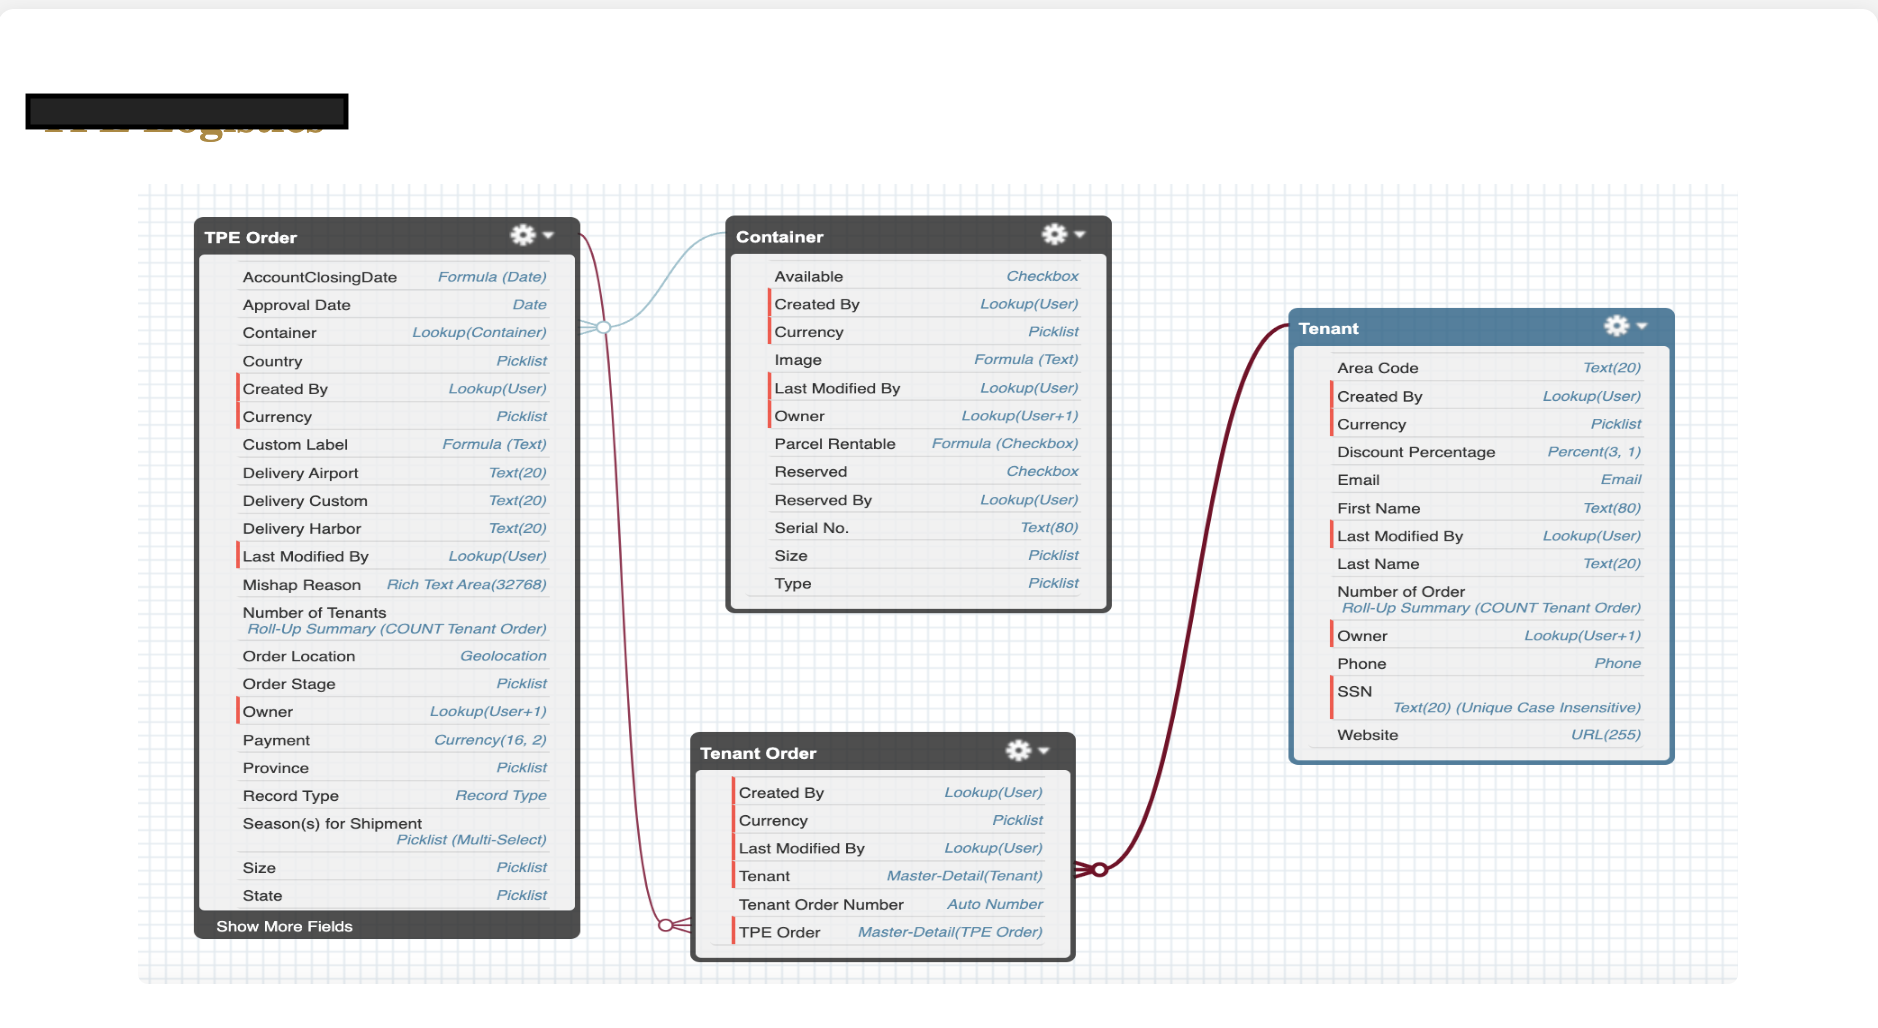 TPE Order
AccountClosingDate Formula (Date)
Approval Date Date
Container Lookup(Container)
Country Picklist
Created By Lookup(User)
Currency Picklist
Custom Label Formula (Text)
Delivery Airport Text(20)
Delivery Custom Text(20)
Delivery Harbor Text(20)
Last Modified By Lookup(User)
Mishap Reason Rich Text Area(32768)
Number of Tenants
Roll-Up Summary (COUNT Tenant Order)
Order Location Geolocation
Order Stage Picklist
Owner Lookup(User+1)
Payment Currency(16, 2)
Province Picklist
Record Type Record Type
Season(s) for Shipment
Picklist (Multi-Select)
Size Picklist
State Picklist
Show More Fields
Container
Available Checkbox
Created By Lookup(User)
Currency Picklist
Image Formula (Text)
Last Modified By Lookup(User)
Owner Lookup(User+1)
Parcel Rentable Formula (Checkbox)
Reserved Checkbox
Reserved By Lookup(User)
Serial No. Text(80)
Size Picklist
Type Picklist
Tenant Order
Created By Lookup(User)
Currency Picklist
Last Modified By Lookup(User)
Tenant Master-Detail(Tenant)
Tenant Order Number Auto Number
TPE Order Master-Detail(TPE Order)
Tenant
Area Code Text(20)
Created By Lookup(User)
Currency Picklist
Discount Percentage Percent(3, 1)
Email Email
First Name Text(80)
Last Modified By Lookup(User)
Last Name Text(20)
Number of Order
Roll-Up Summary (COUNT Tenant Order)
Owner Lookup(User+1)
Phone Phone
SSN
Text(20) (Unique Case Insensitive)
Website URL(255)